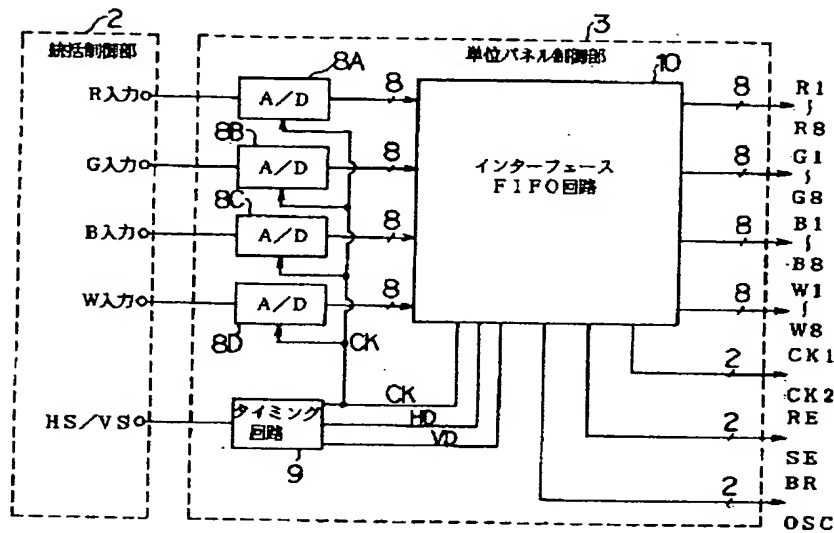 2
統括制御部
3
単位パネル制御部
R入力
G入力
B入力
W入力
HS/VS
8A
A/D
8
8B
A/D
8
8C
A/D
8
8D
A/D
8
10
インターフェース
FIFO回路
CK
CK
HD
VD
タイミング
回路
9
8
R1
~
R8
8
G1
~
G8
8
B1
~
B8
8
W1
~
W8
2
CK1
CK2
2
RE
SE
2
BR
OSC